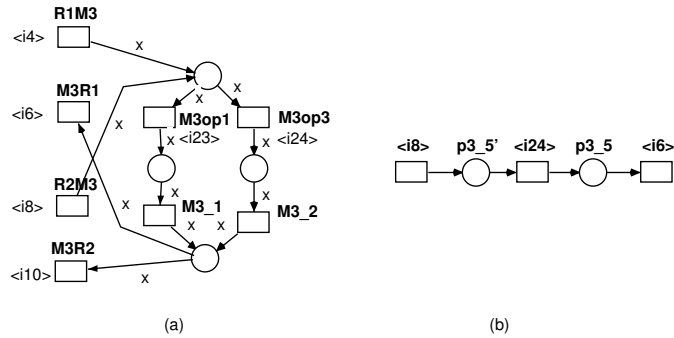 R1M3
<i4>
x
x
x
M3R1
<i6>
M3op1
M3op3
x
x
<i23>
x
<i24>
<i8> p3_5' <i24> p3_5 <i6>
R2M3
x
x
x
<i8>
M3_1
x
x
M3_2
M3R2
<i10>
x
(a)
(b)